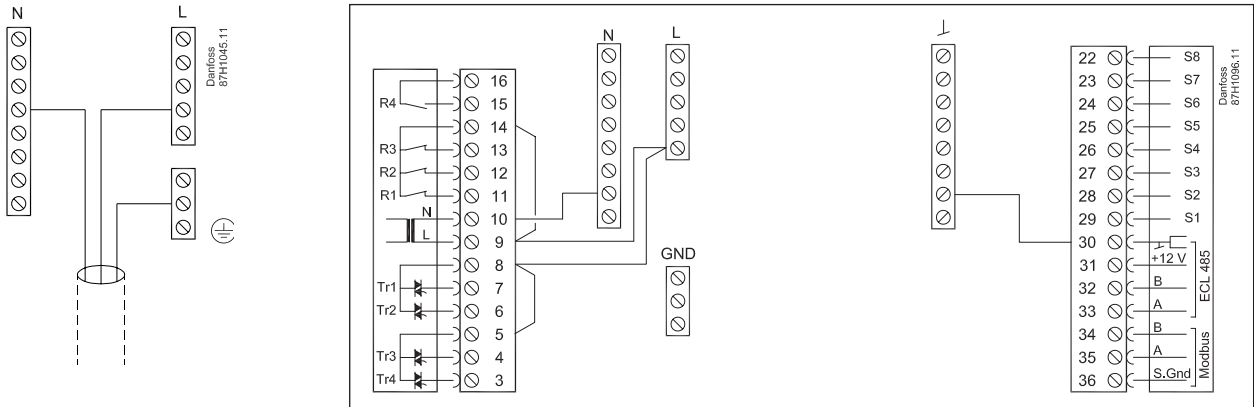 N
L
Danfoss
87H1045.11
N
L
GND
R4
R3
R2
R1
N
L
Tr1
Tr2
Tr3
Tr4
16
15
14
13
12
11
10
9
8
7
6
5
4
3
22 S8
23 S7
24 S6
25 S5
26 S4
27 S3
28 S2
29 S1
30
31 +12 V
32 B
33 A
34 B
35 A
36 S.Gnd
ECL 485
Modbus
Danfoss
87H1096.11